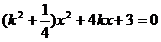 (k² + 1/4)x² + 4kx + 3 = 0